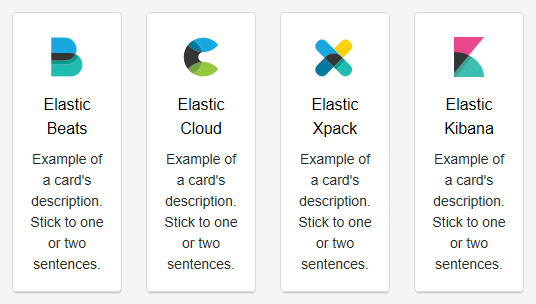 Elastic
Beats
Example of
a card's
description.
Stick to one
or two
sentences.
Elastic
Cloud
Example of
a card's
description.
Stick to one
or two
sentences.
Elastic
Xpack
Example of
a card's
description.
Stick to one
or two
sentences.
Elastic
Kibana
Example of
a card's
description.
Stick to one
or two
sentences.